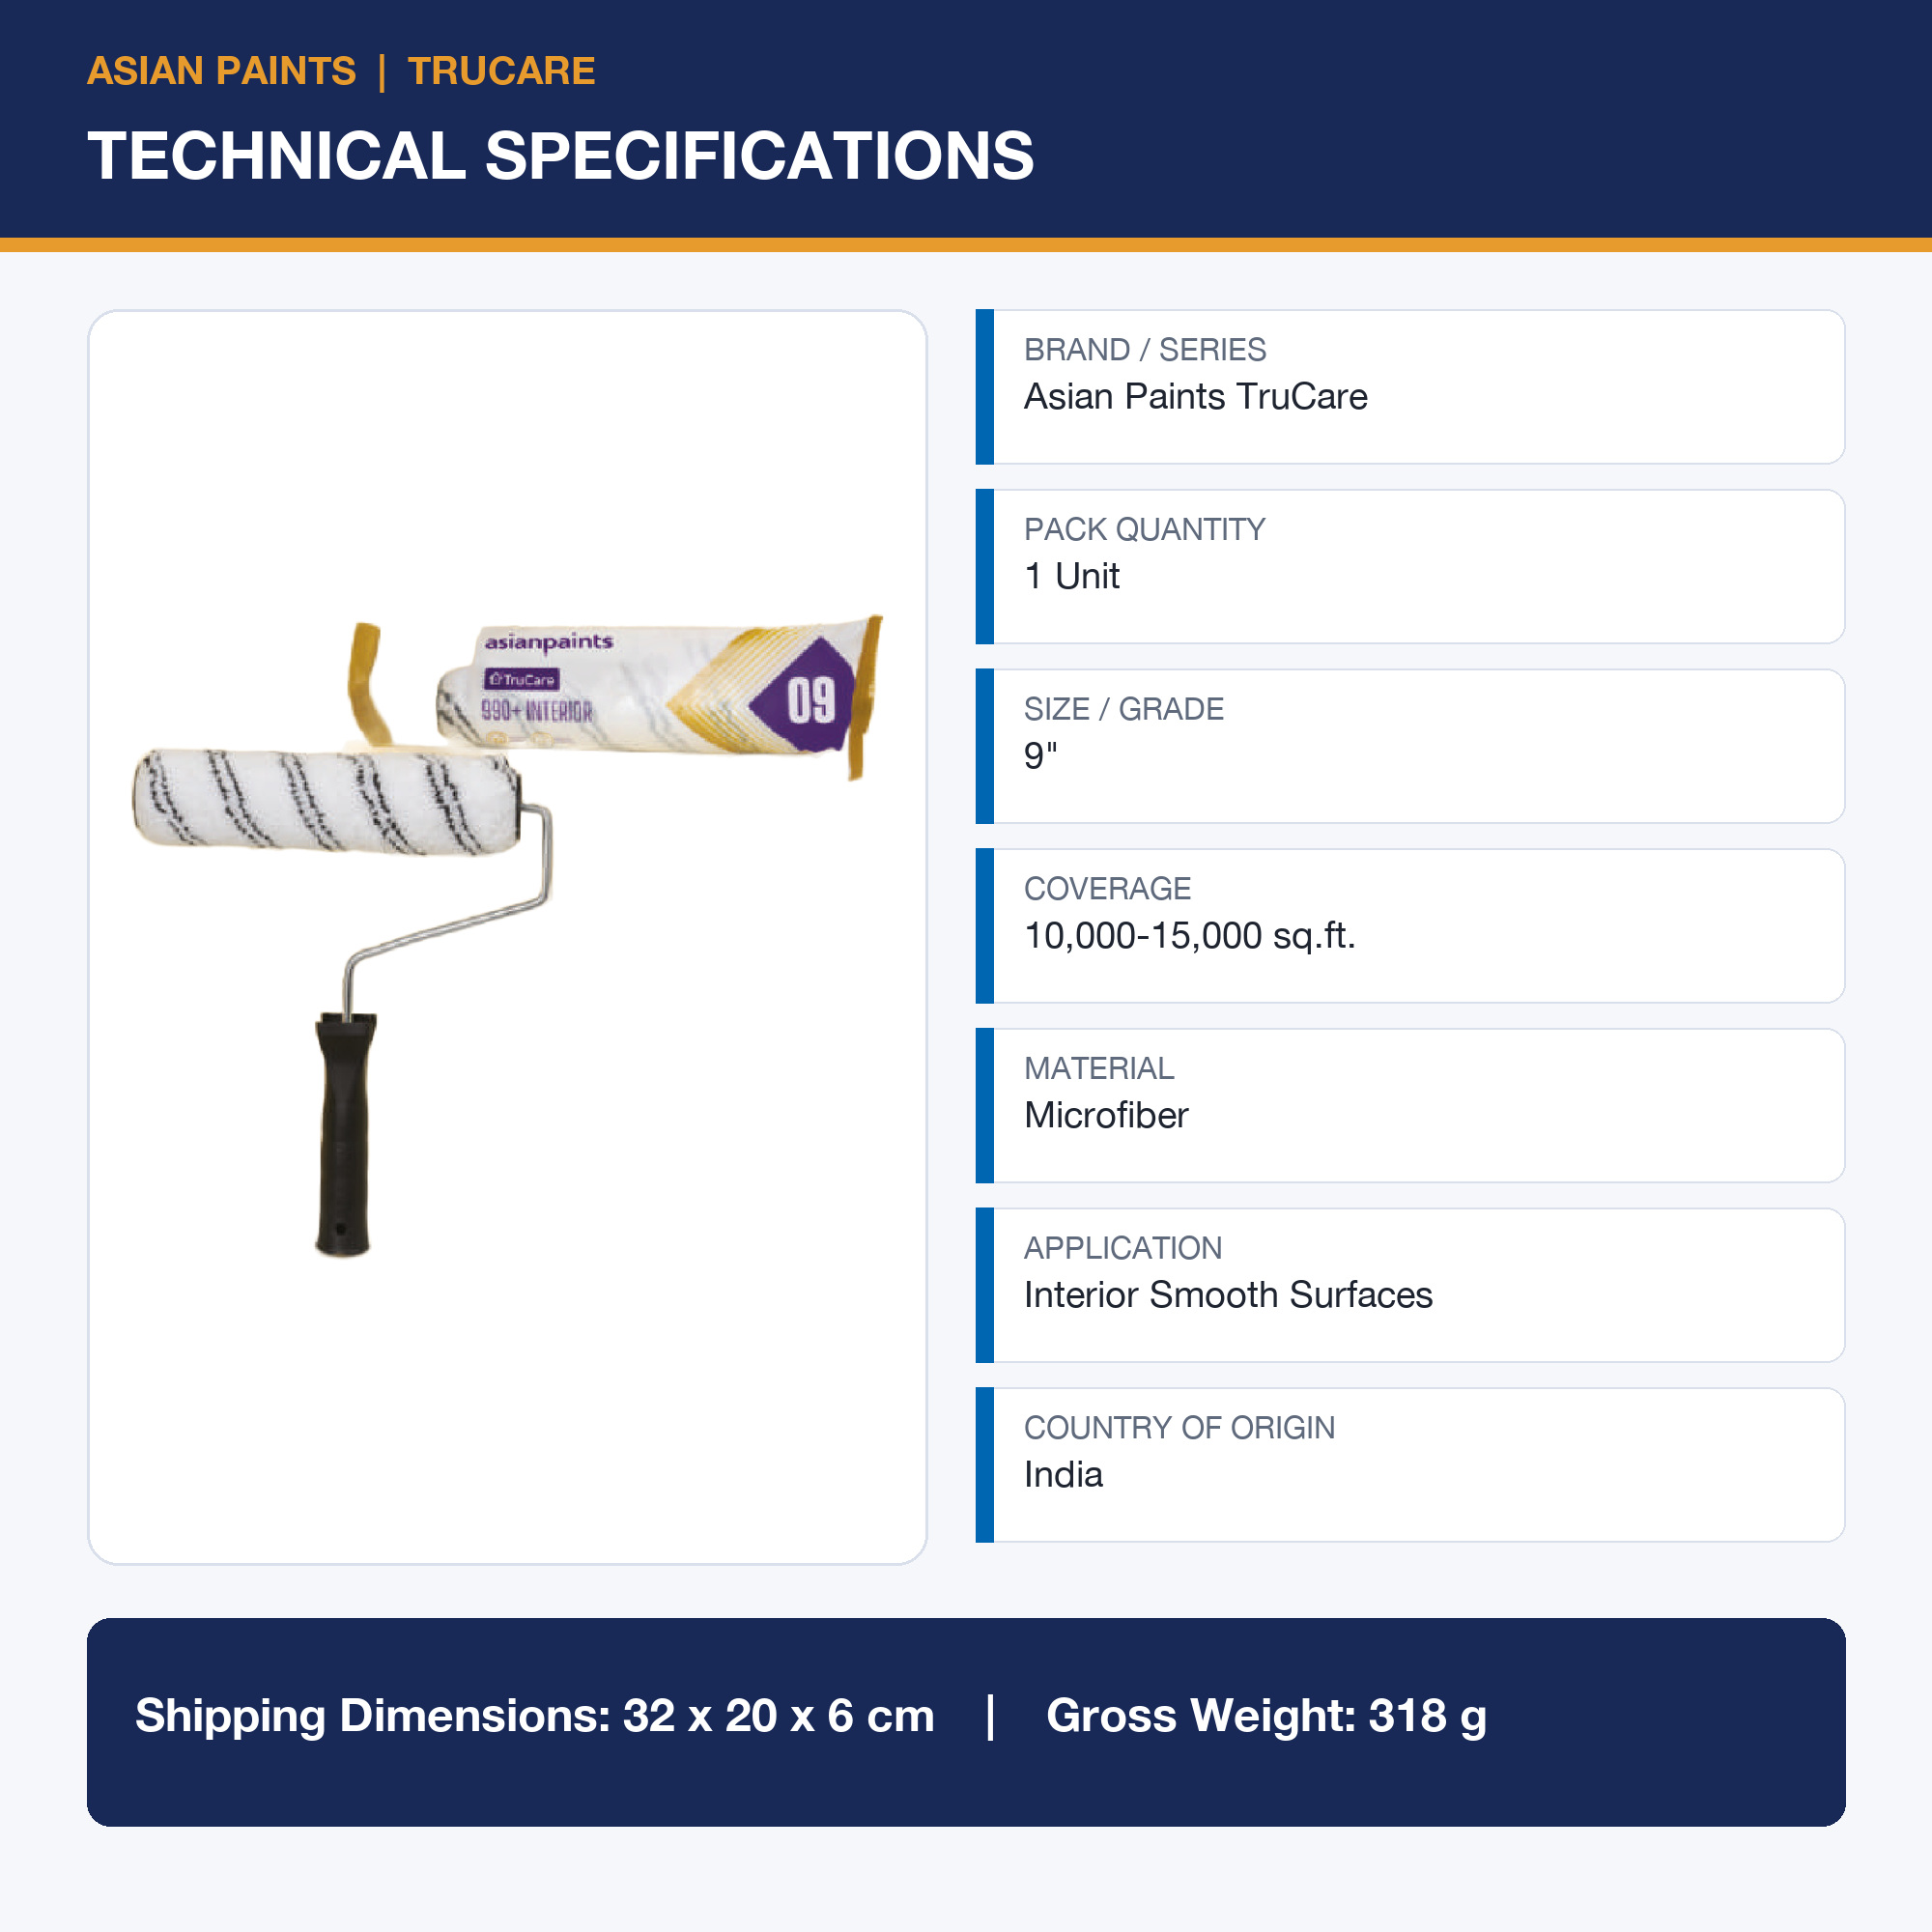 ASIAN PAINTS | TRUCARE
TECHNICAL SPECIFICATIONS
asianpaints
TruCare
990+ INTERIOR
09
BRAND / SERIES
Asian Paints TruCare
PACK QUANTITY
1 Unit
SIZE / GRADE
9"
COVERAGE
10,000-15,000 sq.ft.
MATERIAL
Microfiber
APPLICATION
Interior Smooth Surfaces
COUNTRY OF ORIGIN
India
Shipping Dimensions: 32 x 20 x 6 cm | Gross Weight: 318 g